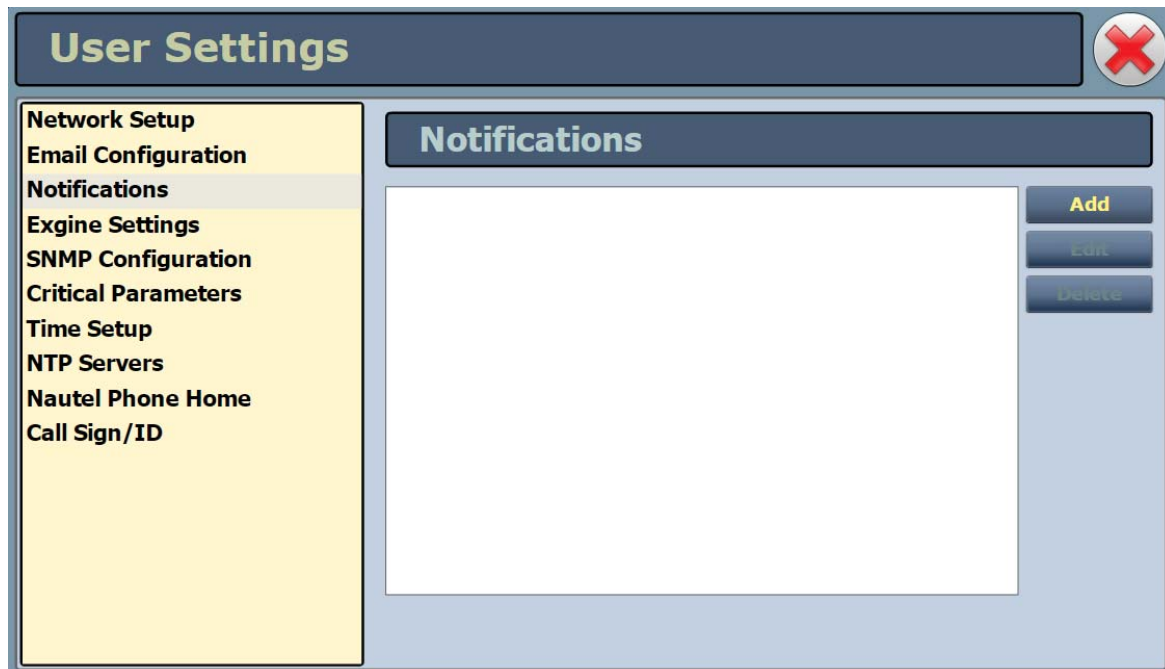 User Settings
Network Setup
Email Configuration
Notifications
Exgine Settings
SNMP Configuration
Critical Parameters
Time Setup
NTP Servers
Nautel Phone Home
Call Sign/ID
Notifications
Add
Edit
Delete